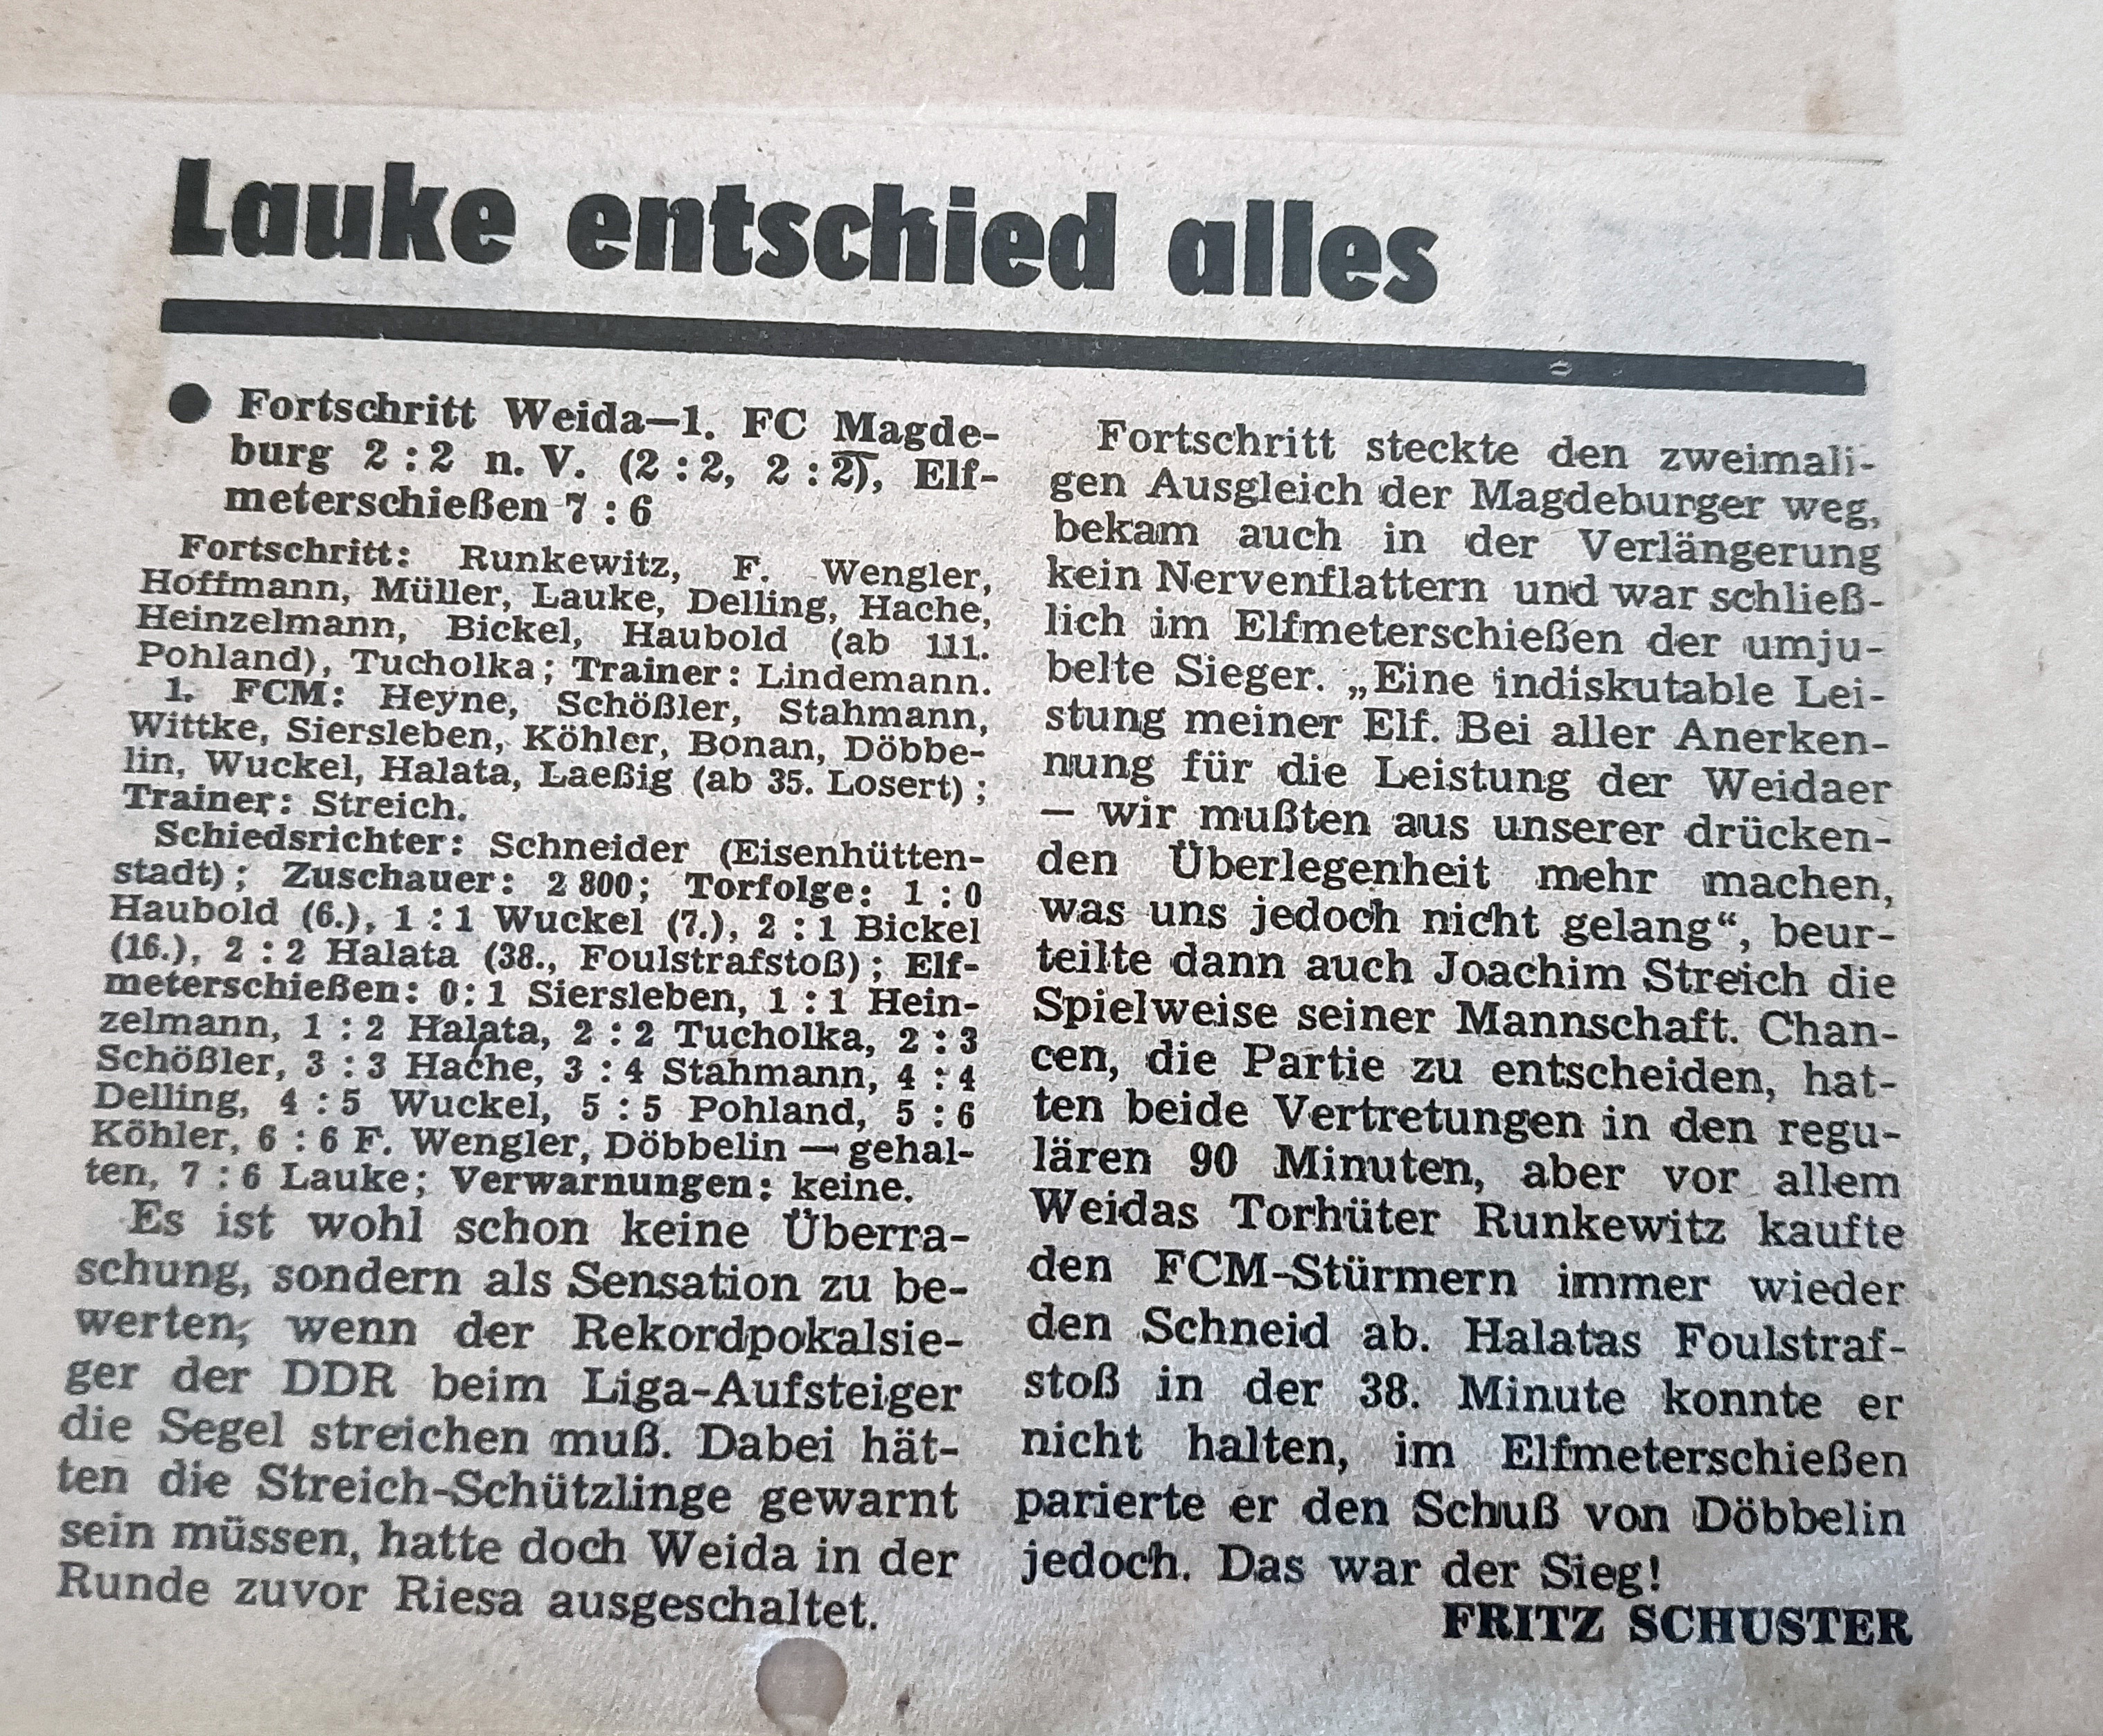 Lauke entschied alles
● Fortschritt Weida—1. FC Magde-
burg 2 : 2 n. V. (2 : 2, 2 : 2), Elf-
meterschießen 7 : 6
Fortschritt: Runkewitz, F. Wengler,
Hoffmann, Müller, Lauke, Delling, Hache,
Heinzelmann, Bickel, Haubold (ab 111.
Pohland), Tucholka; Trainer: Lindemann.
1. FCM: Heyne, Schößler, Stahmann,
Wittke, Siersleben, Köhler, Bonan, Döbbe-
lin, Wuckel, Halata, Laeßig (ab 35. Losert);
Trainer: Streich.
Schiedsrichter: Schneider (Eisenhütten-
stadt); Zuschauer: 2 800; Torfolge: 1 : 0
Haubold (6.), 1 : 1 Wuckel (7.), 2 : 1 Bickel
(16.), 2 : 2 Halata (38., Foulstrafstoß); Elf-
meterschießen: 0 : 1 Siersleben, 1 : 1 Hein-
zelmann, 1 : 2 Halata, 2 : 2 Tucholka, 2 : 3
Schößler, 3 : 3 Hache, 3 : 4 Stahmann, 4 : 4
Delling, 4 : 5 Wuckel, 5 : 5 Pohland, 5 : 6
Köhler, 6 : 6 F. Wengler, Döbbelin — gehal-
ten, 7 : 6 Lauke; Verwarnungen: keine.
Es ist wohl schon keine Überra-
schung, sondern als Sensation zu be-
werten, wenn der Rekordpokalsie-
ger der DDR beim Liga-Aufsteiger
die Segel streichen muß. Dabei hät-
ten die Streich-Schützlinge gewarnt
sein müssen, hatte doch Weida in der
Runde zuvor Riesa ausgeschaltet.
Fortschritt steckte den zweimali-
gen Ausgleich der Magdeburger weg,
bekam auch in der Verlängerung
kein Nervenflattern und war schließ-
lich im Elfmeterschießen der umju-
belte Sieger. „Eine indiskutable Lei-
stung meiner Elf. Bei aller Anerken-
nung für die Leistung der Weidaer
— wir mußten aus unserer drücken-
den Überlegenheit mehr machen,
was uns jedoch nicht gelang“, beur-
teilte dann auch Joachim Streich die
Spielweise seiner Mannschaft. Chan-
cen, die Partie zu entscheiden, hat-
ten beide Vertretungen in den regu-
lären 90 Minuten, aber vor allem
Weidas Torhüter Runkewitz kaufte
den FCM-Stürmern immer wieder
den Schneid ab. Halatas Foulstraf-
stoß in der 38. Minute konnte er
nicht halten, im Elfmeterschießen
parierte er den Schuß von Döbbelin
jedoch. Das war der Sieg!
FRITZ SCHUSTER